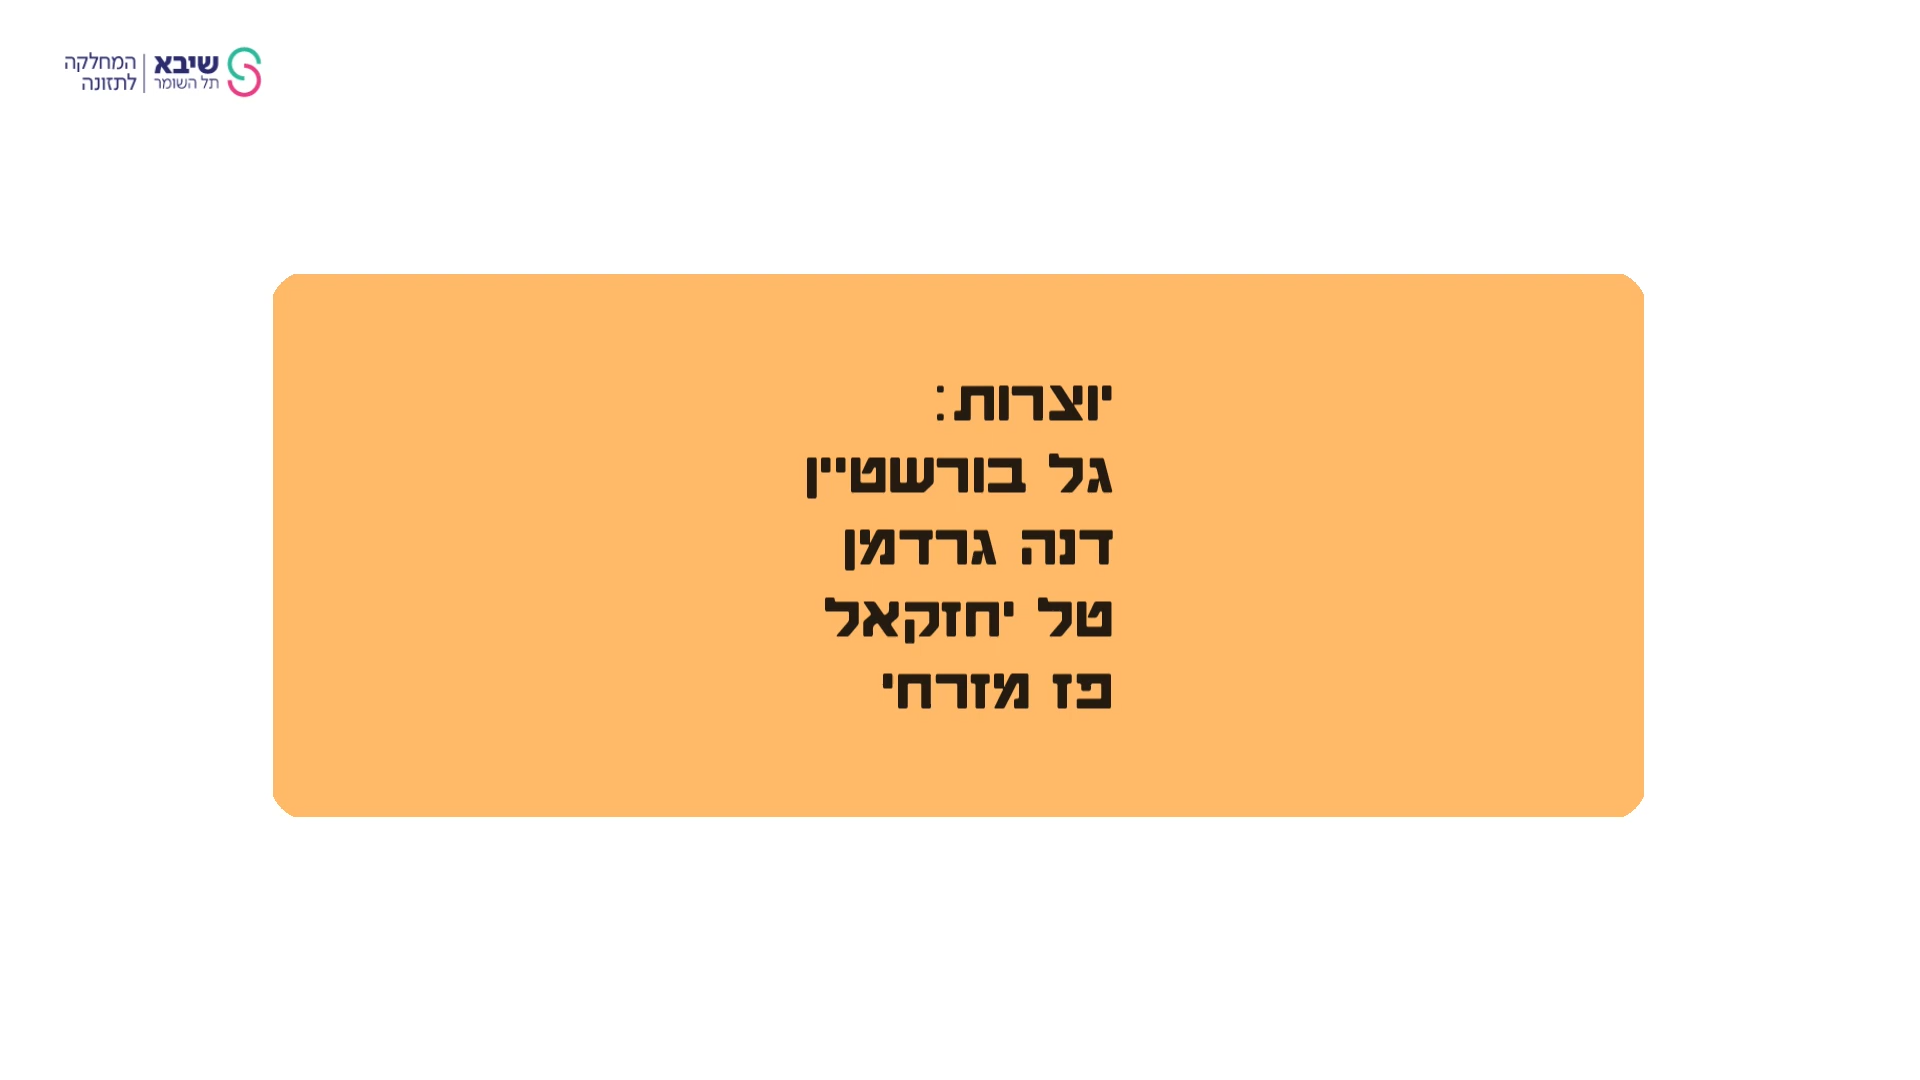 שיבא
תל השומר
המחלקה
לתזונה
יוצרות:
גל בורשטיין
דנה גרדמן
טל יחזקאל
פז מזרחי